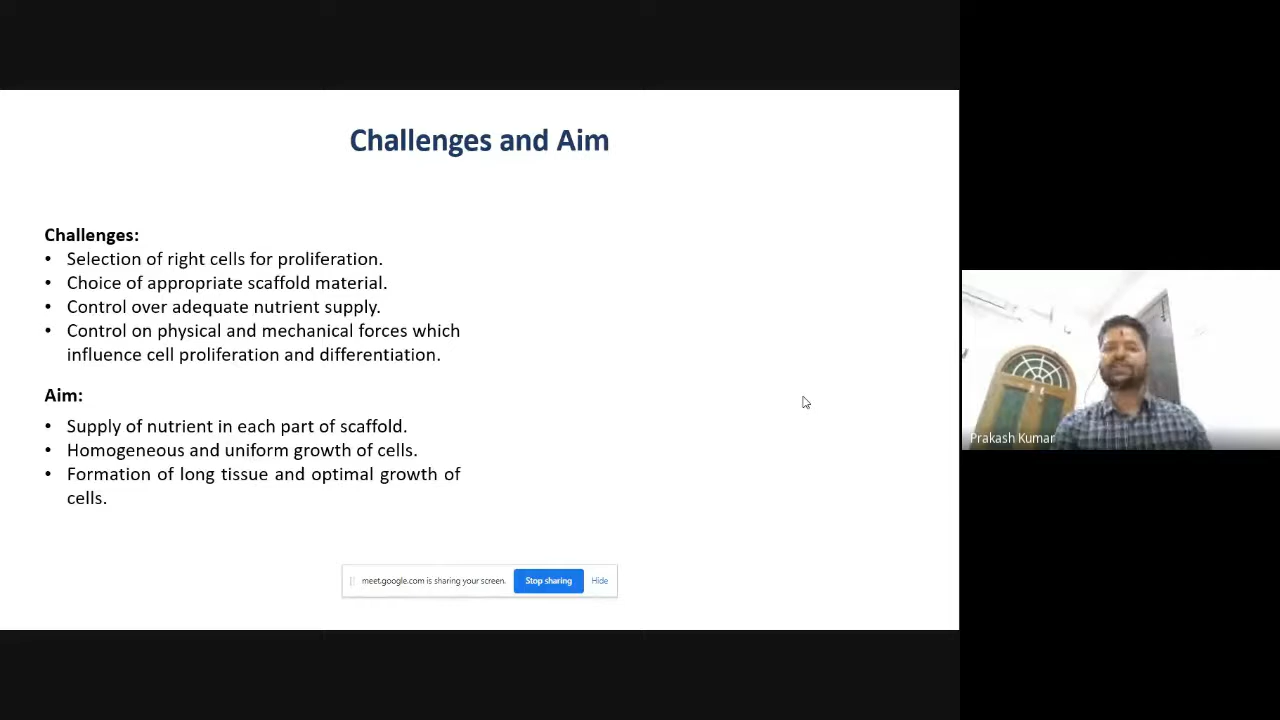 Challenges and Aim
Challenges:
• Selection of right cells for proliferation.
• Choice of appropriate scaffold material.
• Control over adequate nutrient supply.
• Control on physical and mechanical forces which
influence cell proliferation and differentiation.
Aim:
• Supply of nutrient in each part of scaffold.
• Homogeneous and uniform growth of cells.
• Formation of long tissue and optimal growth of
cells.
meet.google.com is sharing your screen. Stop sharing Hide
Prakash Kumar